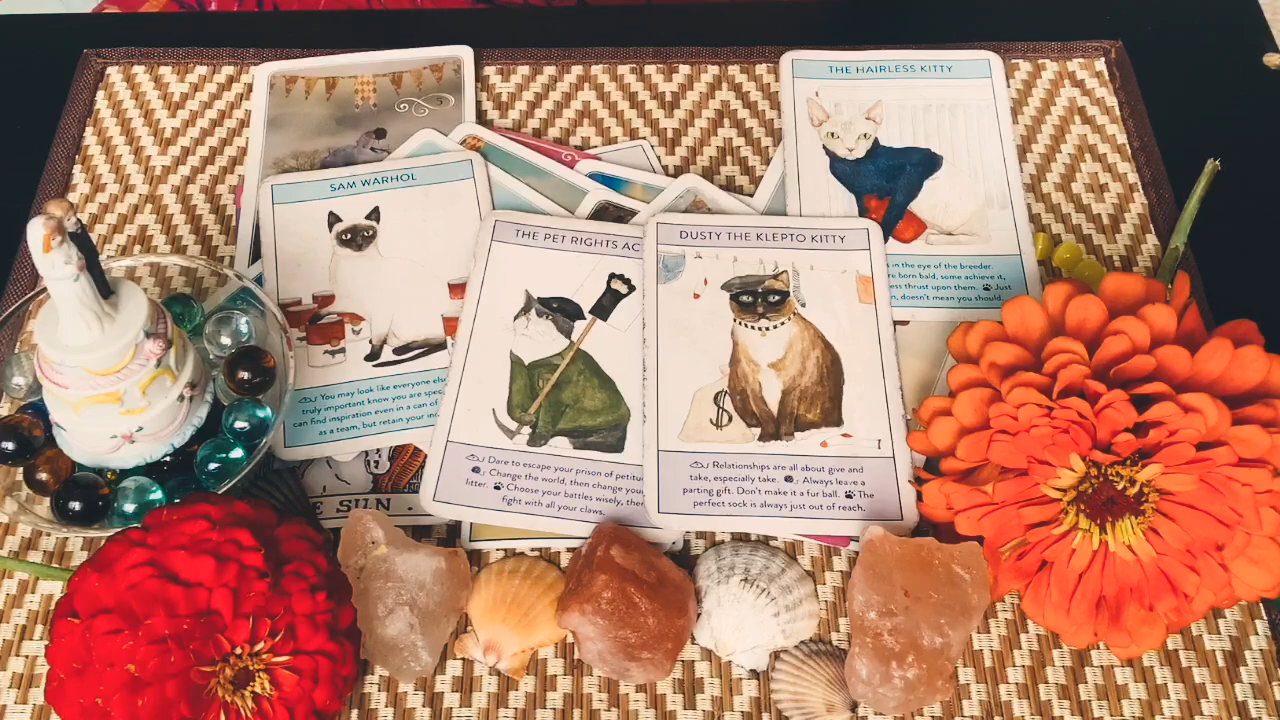 5
THE HAIRLESS KITTY
SAM WARHOL
THE PET RIGHTS AC
DUSTY THE KLEPTO KITTY
s in the eye of the breeder.
re born bald, some achieve it,
ess thrust upon them. Just
n, doesn't mean you should.
You may look like everyone els
truly important know you are spec
can find inspiration even in a can of
as a team, but retain your in
$
Dare to escape your prison of petitu
Change the world, then change your
litter. Choose your battles wisely, then
fight with all your claws.
Relationships are all about give and
take, especially take. Always leave a
parting gift. Don't make it a fur ball. The
perfect sock is always just out of reach.
E SUN.